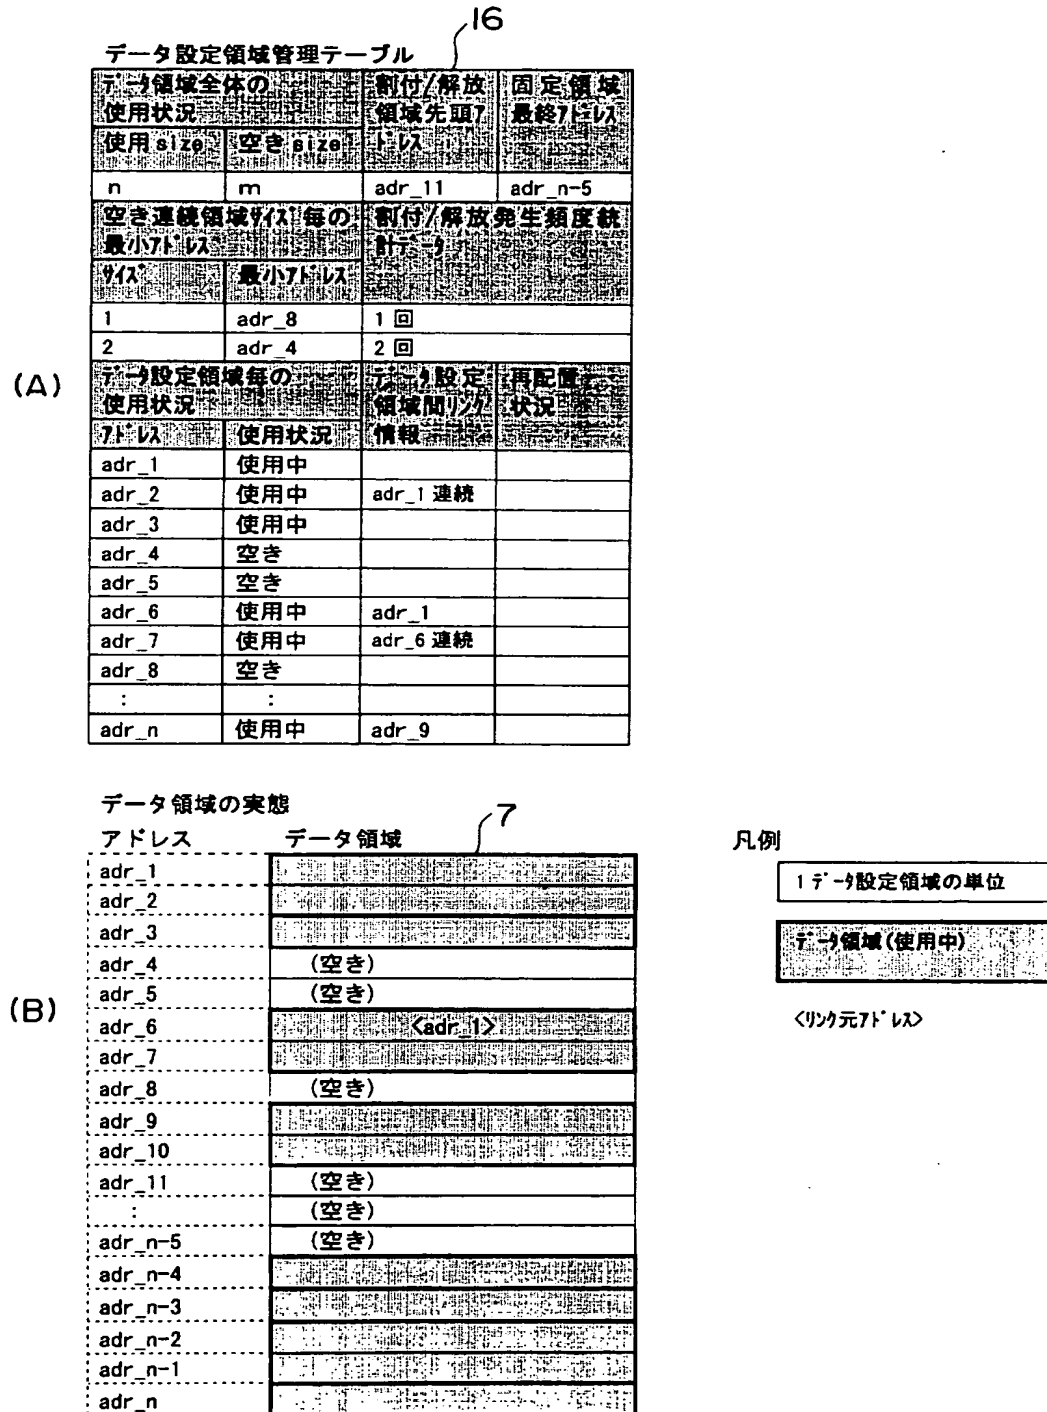 16
データ設定領域管理テーブル
データ領域全体の
使用状況
割付/解放
領域先頭ア
ドレス
固定領域
最終アドレス
使用size
空きsize
n
m
adr_11
adr_n-5
空き連続領域サイズ毎の
最小アドレス
割付/解放発生頻度統
計データ
サイズ
最小アドレス
1
adr_8
1回
2
adr_4
2回
(A)
データ設定領域毎の
使用状況
データ設定
領域間リンク
情報
再配置
状況
アドレス
使用状況
adr_1
使用中
adr_2
使用中
adr_1連続
adr_3
使用中
adr_4
空き
adr_5
空き
adr_6
使用中
adr_1
adr_7
使用中
adr_6連続
adr_8
空き
:
:
adr_n
使用中
adr_9
データ領域の実態
7
アドレス
データ領域
adr_1
adr_2
adr_3
adr_4
(空き)
adr_5
(空き)
(B)
adr_6
<adr_1>
adr_7
adr_8
(空き)
adr_9
adr_10
adr_11
(空き)
:
(空き)
adr_n-5
(空き)
adr_n-4
adr_n-3
adr_n-2
adr_n-1
adr_n
凡例
1データ設定領域の単位
データ領域(使用中)
<リンク元アドレス>